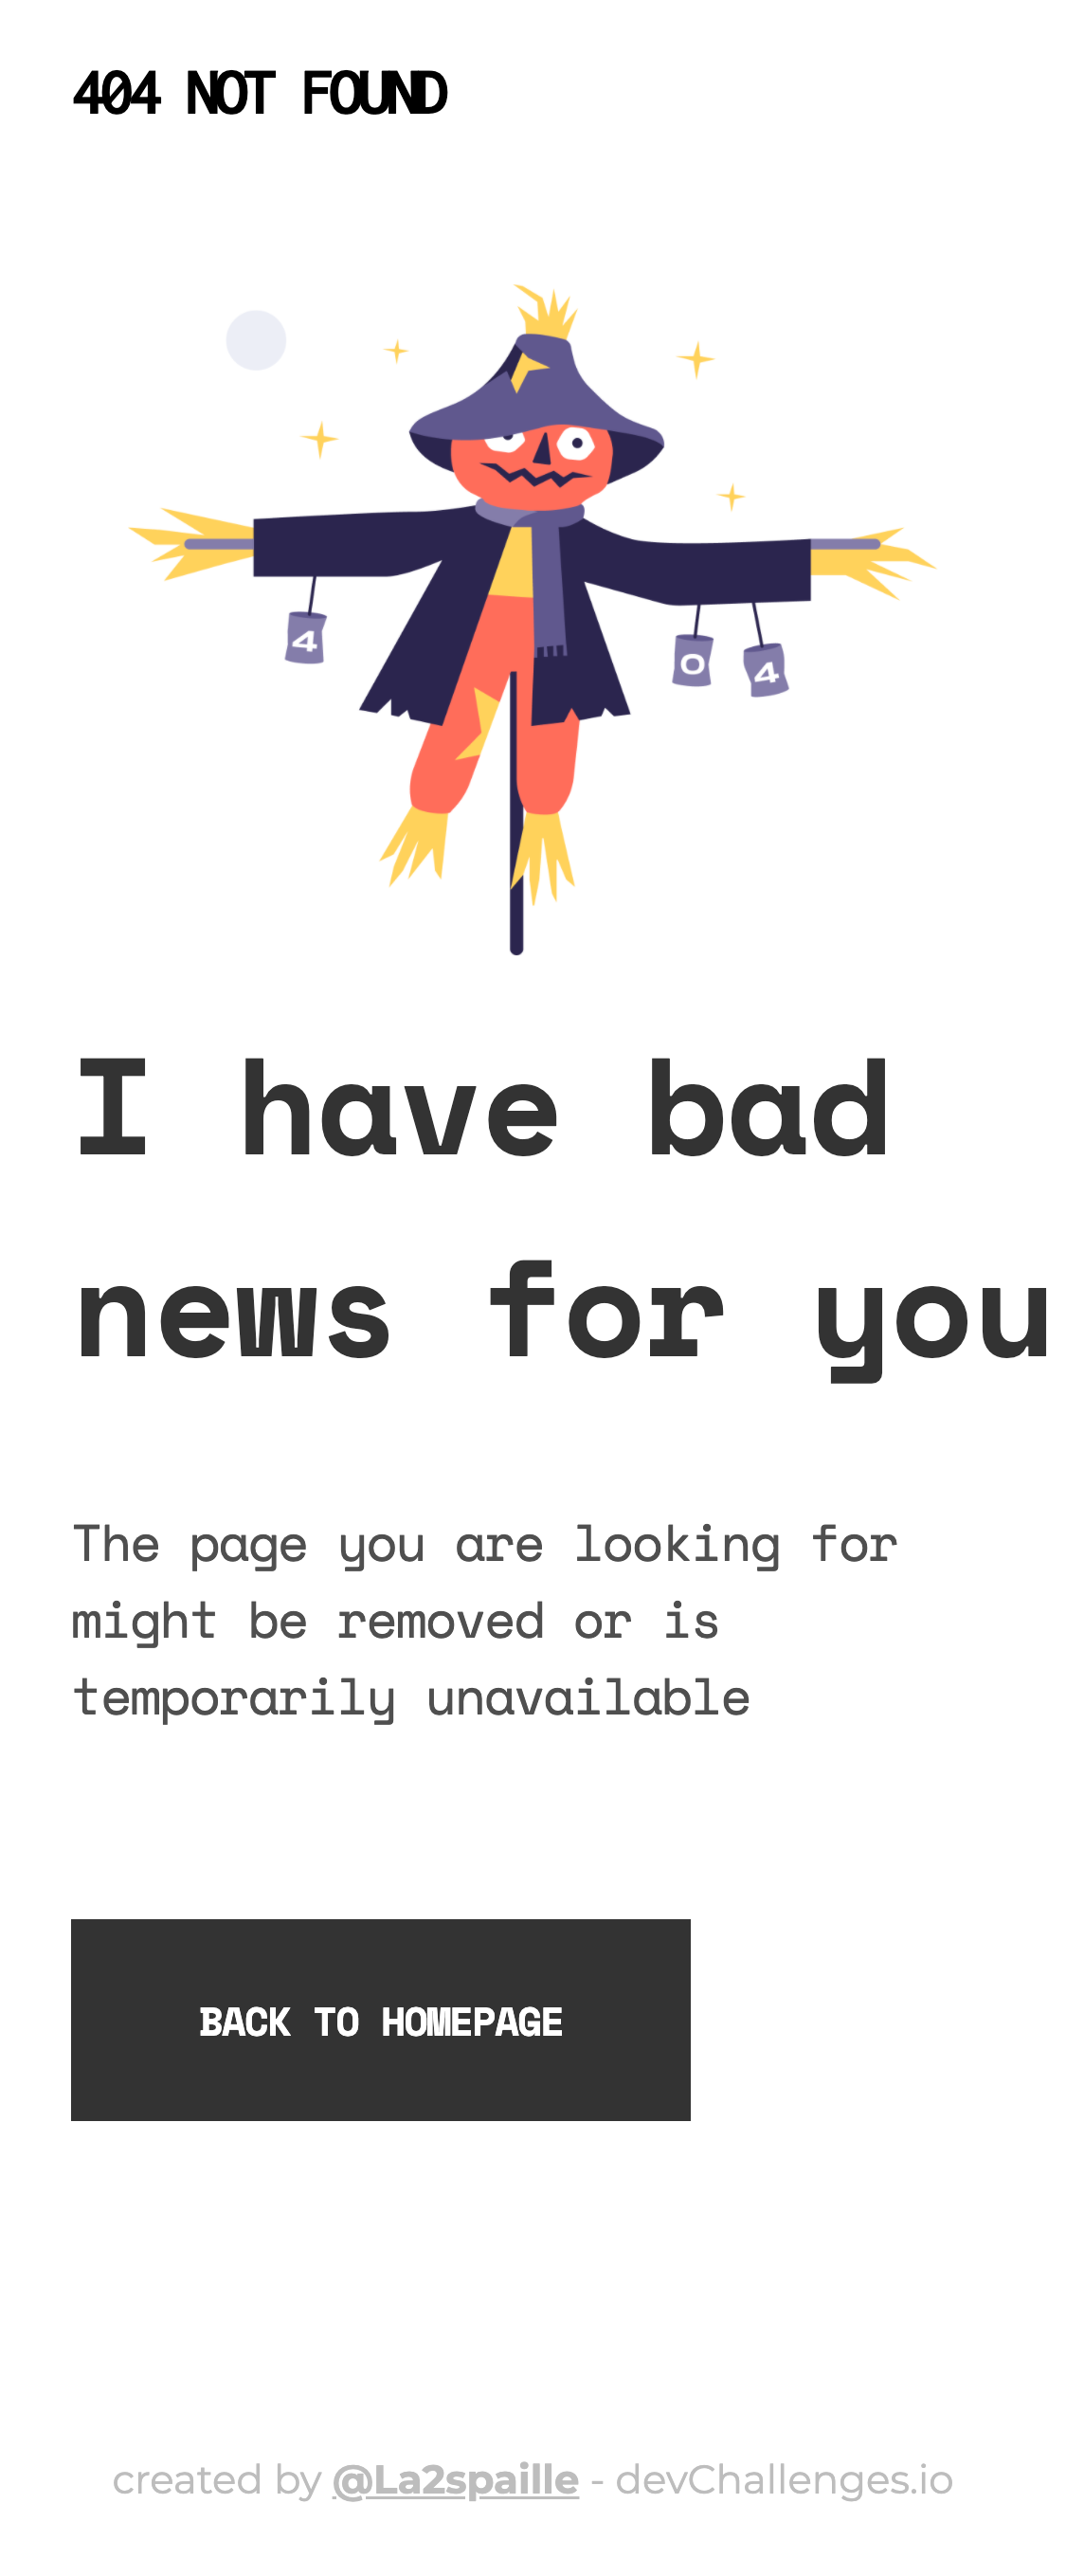 404 NOT FOUND
4
0
4
I have bad
news for you
The page you are looking for
might be removed or is
temporarily unavailable
BACK TO HOMEPAGE
created by @La2spaille - devChallenges.io